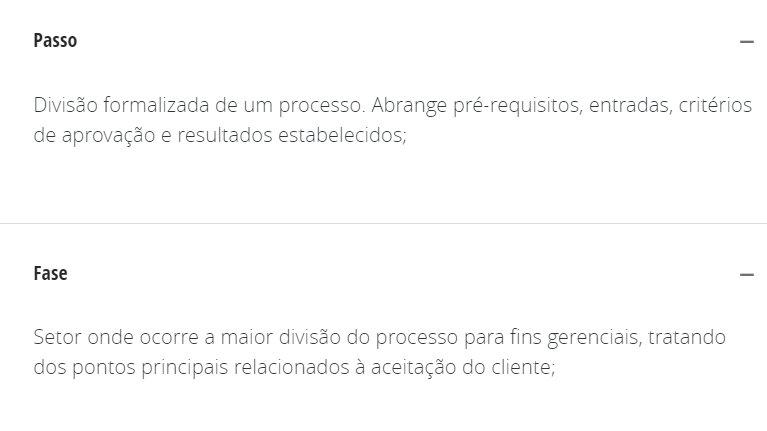 Passo
Divisão formalizada de um processo. Abrange pré-requisitos, entradas, critérios
de aprovação e resultados estabelecidos;
Fase
Setor onde ocorre a maior divisão do processo para fins gerenciais, tratando
dos pontos principais relacionados à aceitação do cliente;